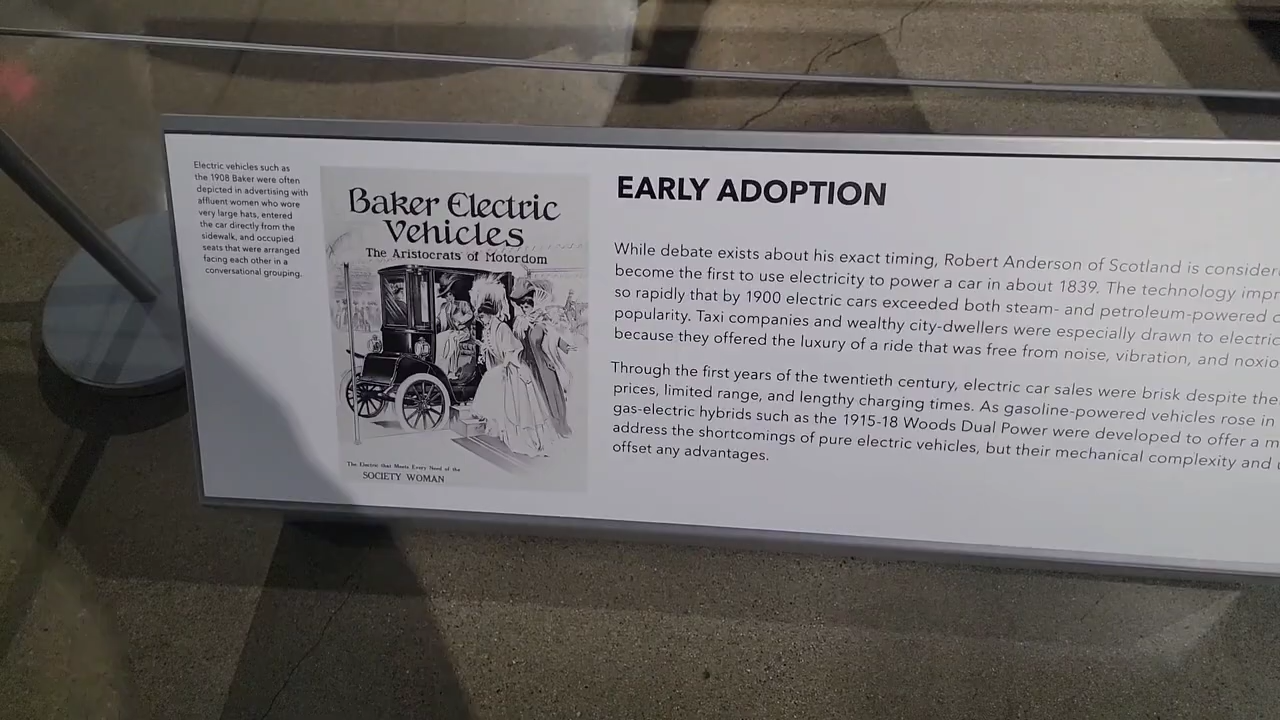 Electric vehicles such as
the 1908 Baker were often
depicted in advertising with
affluent women who wore
very large hats, entered
the car directly from the
sidewalk, and occupied
seats that were arranged
facing each other in a
conversational grouping.
Baker Electric
Vehicles
The Aristocrats of Motordom
The Electric that Meets Every Need of the
SOCIETY WOMAN
EARLY ADOPTION
While debate exists about his exact timing, Robert Anderson of Scotland is
become the first to use electricity to power a car in about 1839. The technology
so rapidly that by 1900 electric cars exceeded both steam- and petroleum-powered
popularity. Taxi companies and wealthy city-dwellers were especially drawn to
because they offered the luxury of a ride that was free from noise, vibration, and
Through the first years of the twentieth century, electric car sales were brisk despite
prices, limited range, and lengthy charging times. As gasoline-powered vehicles rose in
gas-electric hybrids such as the 1915-18 Woods Dual Power were developed to offer a
address the shortcomings of pure electric vehicles, but their mechanical complexity and
offset any advantages.